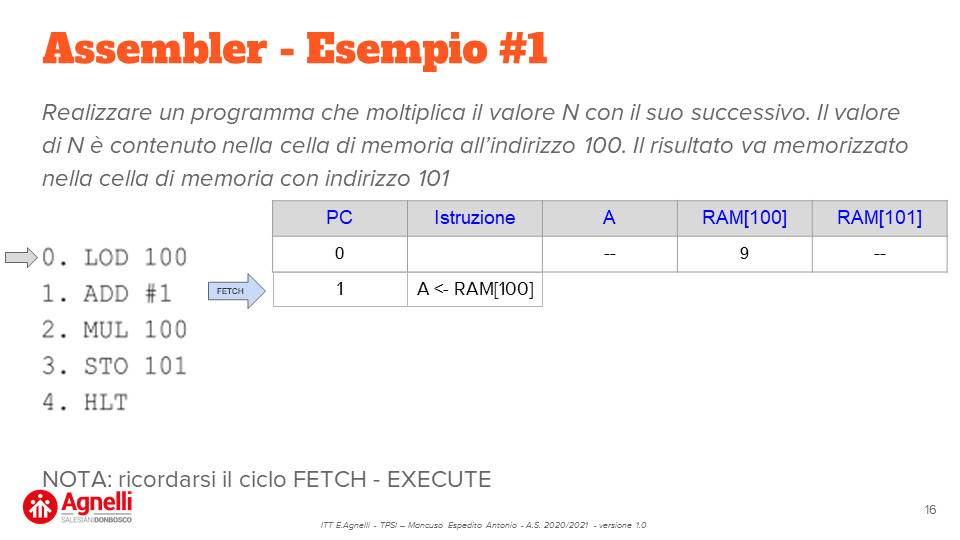 Assembler - Esempio #1
Realizzare un programma che moltiplica il valore N con il suo successivo. Il valore
di N è contenuto nella cella di memoria all’indirizzo 100. Il risultato va memorizzato
nella cella di memoria con indirizzo 101
PC Istruzione A RAM[100] RAM[101]
0 -- 9 --
FETCH 1 A <- RAM[100]
0. LOD 100
1. ADD #1
2. MUL 100
3. STO 101
4. HLT
NOTA: ricordarsi il ciclo FETCH - EXECUTE
Agnelli
SALESIANI DONBOSCO
ITT E.Agnelli - TPSI – Mancuso Espedito Antonio - A.S. 2020/2021 - versione 1.0
16